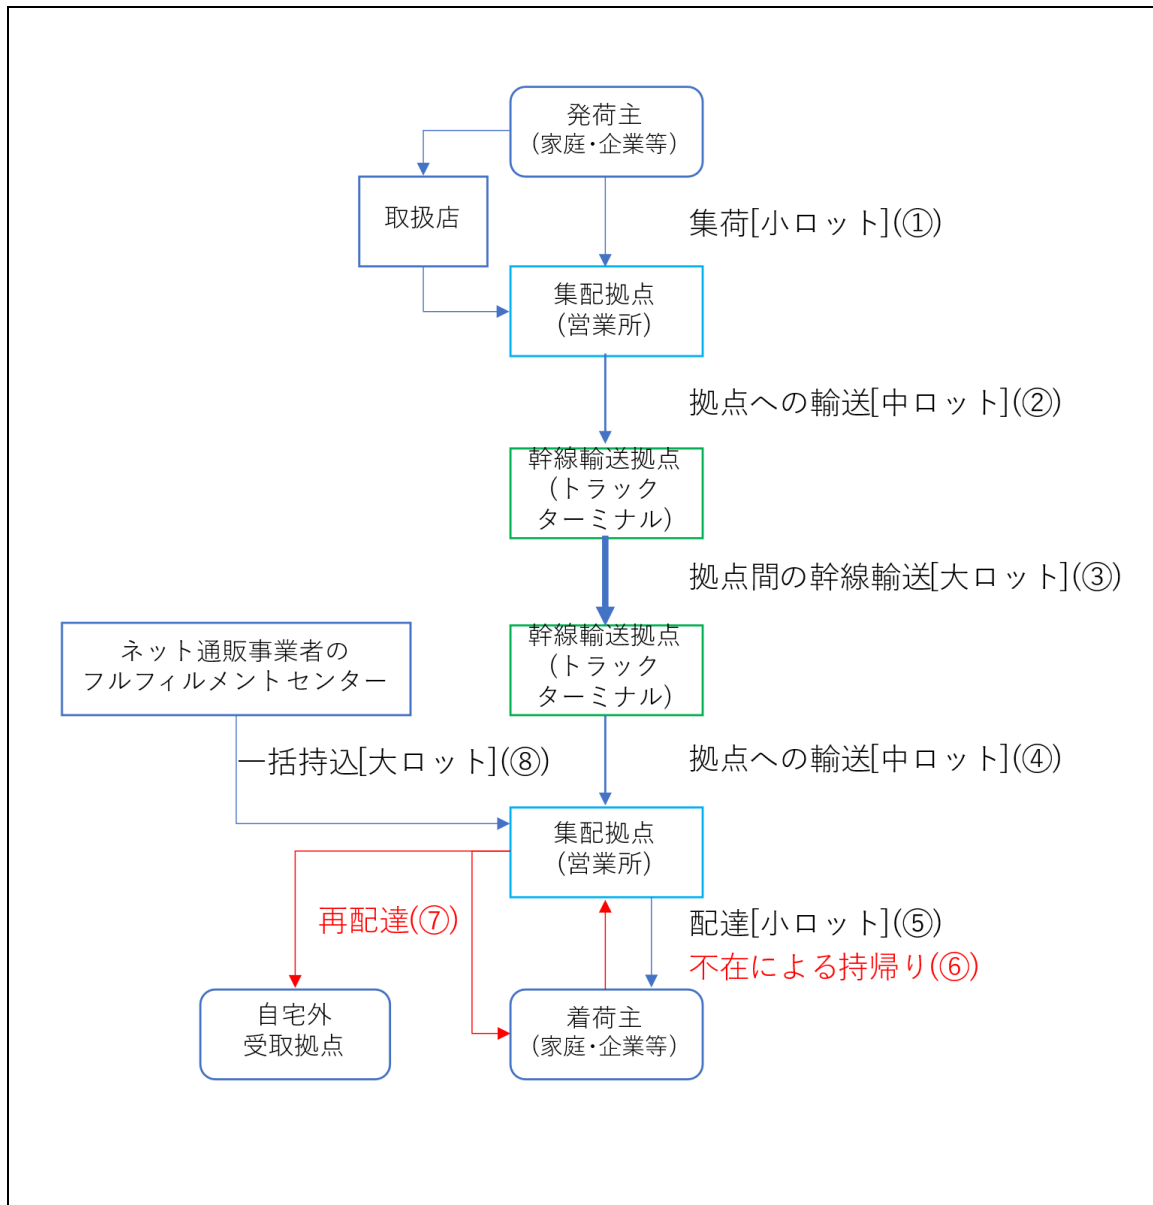 発荷主
(家庭・企業等)
取扱店
集荷[小ロット](①)
集配拠点
(営業所)
拠点への輸送[中ロット](②)
幹線輸送拠点
(トラック
ターミナル)
拠点間の幹線輸送[大ロット](③)
幹線輸送拠点
(トラック
ターミナル)
ネット通販事業者の
フルフィルメントセンター
一括持込[大ロット](⑧)
拠点への輸送[中ロット](④)
集配拠点
(営業所)
再配達(⑦)
配達[小ロット](⑤)
不在による持帰り(⑥)
自宅外
受取拠点
着荷主
(家庭・企業等)